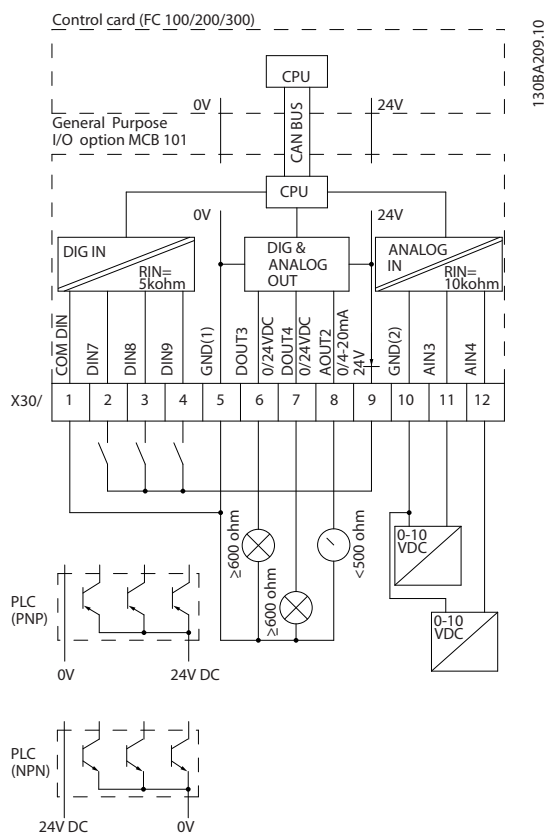 Control card (FC 100/200/300)
130BA209.10
CPU
0V
24V
General Purpose
I/O option MCB 101
CAN BUS
CPU
0V
24V
DIG IN
RIN=
5kohm
DIG &
ANALOG
OUT
ANALOG
IN
RIN=
10kohm
COM DIN
DIN7
DIN8
DIN9
GND(1)
DOUT3
0/24VDC
DOUT4
0/24VDC
AOUT2
0/4-20mA
24V
GND(2)
AIN3
AIN4
X30/
1
2
3
4
5
6
7
8
9
10
11
12
≥600 ohm
≥600 ohm
<500 ohm
0-10
VDC
0-10
VDC
PLC
(PNP)
0V
24V DC
PLC
(NPN)
24V DC
0V